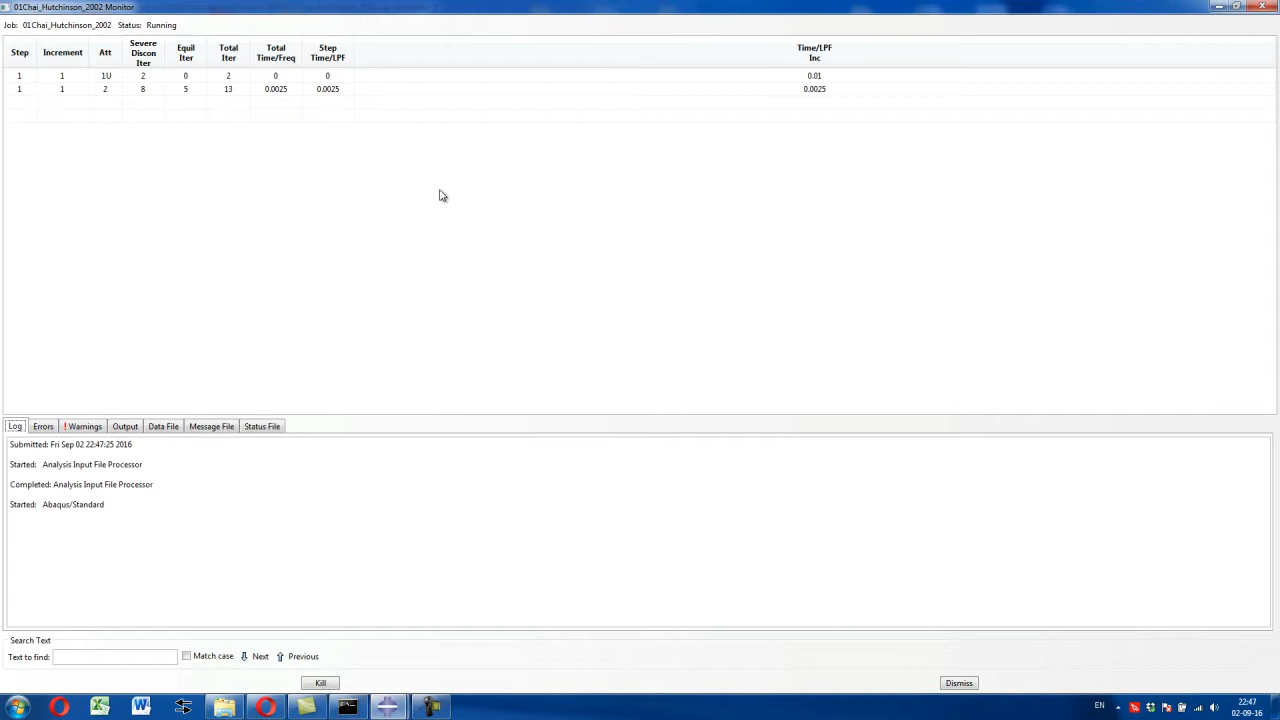 01Chai_Hutchinson_2002 Monitor
Job: 01Chai_Hutchinson_2002 Status: Running
Step Increment Att Severe Discon Iter Equil Iter Total Iter Total Time/Freq Step Time/LPF Time/LPF Inc
1 1 1U 2 0 2 0 0 0.01
1 1 2 8 5 13 0.0025 0.0025 0.0025
Log Errors ! Warnings Output Data File Message File Status File
Submitted: Fri Sep 02 22:47:25 2016
Started: Analysis Input File Processor
Completed: Analysis Input File Processor
Started: Abaqus/Standard
Search Text
Text to find: Match case Next Previous
Kill Dismiss
EN 22:47
02-09-16